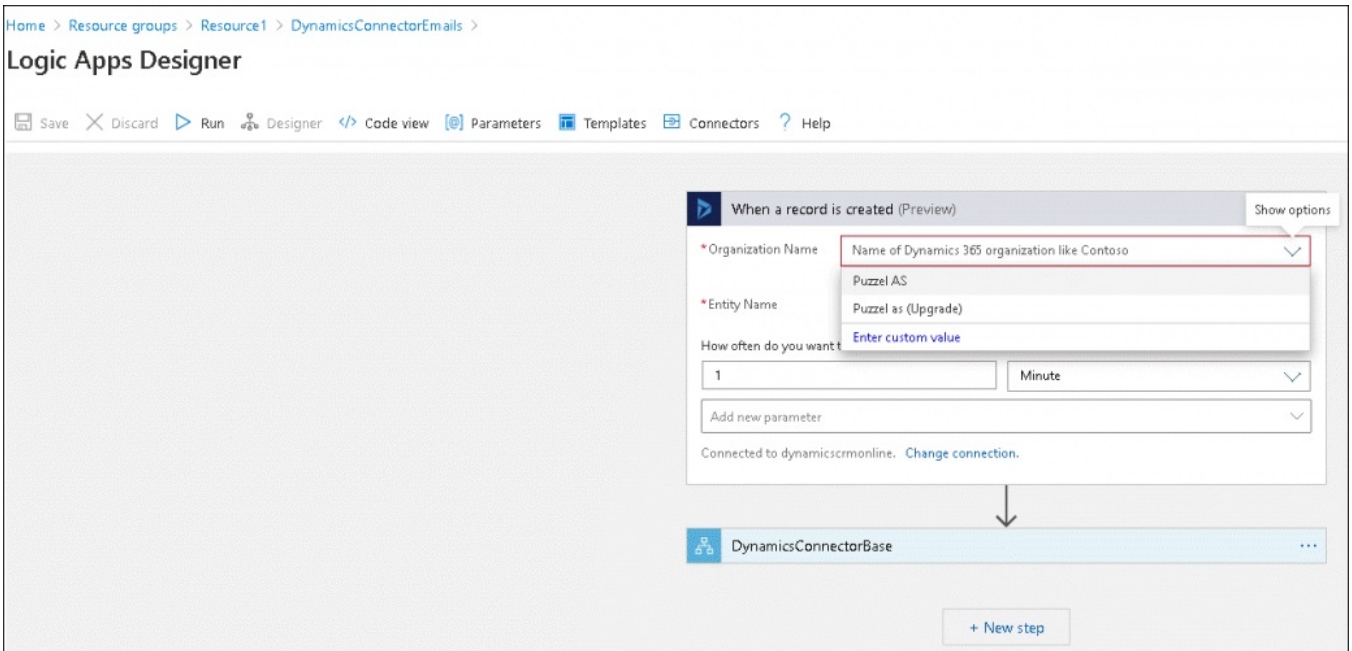 Home > Resource groups > Resource1 > DynamicsConnectorEmails >
Logic Apps Designer
Save Discard Run Designer </> Code view [@] Parameters Templates Connectors ? Help
When a record is created (Preview)
Show options
*Organization Name
Name of Dynamics 365 organization like Contoso
Puzzel AS
*Entity Name
Puzzel as (Upgrade)
Enter custom value
How often do you want t
1 Minute
Add new parameter
Connected to dynamicscrmonline. Change connection.
DynamicsConnectorBase ...
+ New step